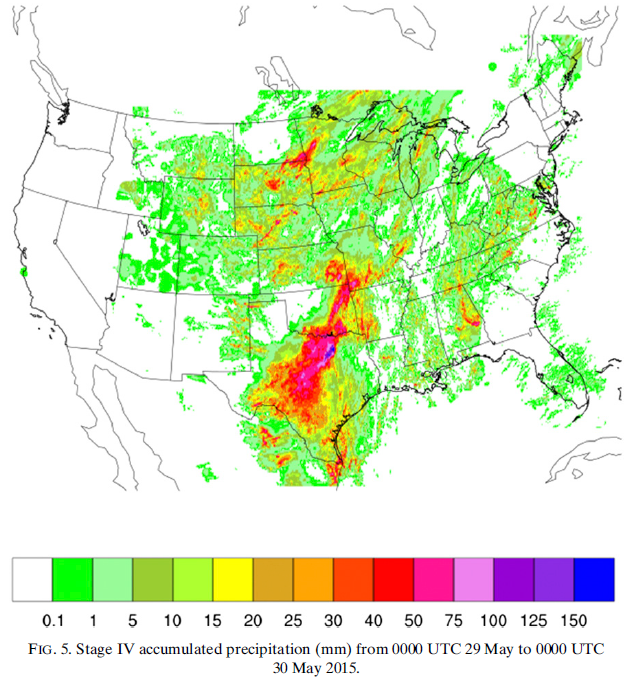 0.1 1 5 10 15 20 25 30 40 50 75 100 125 150
FIG. 5. Stage IV accumulated precipitation (mm) from 0000 UTC 29 May to 0000 UTC
30 May 2015.